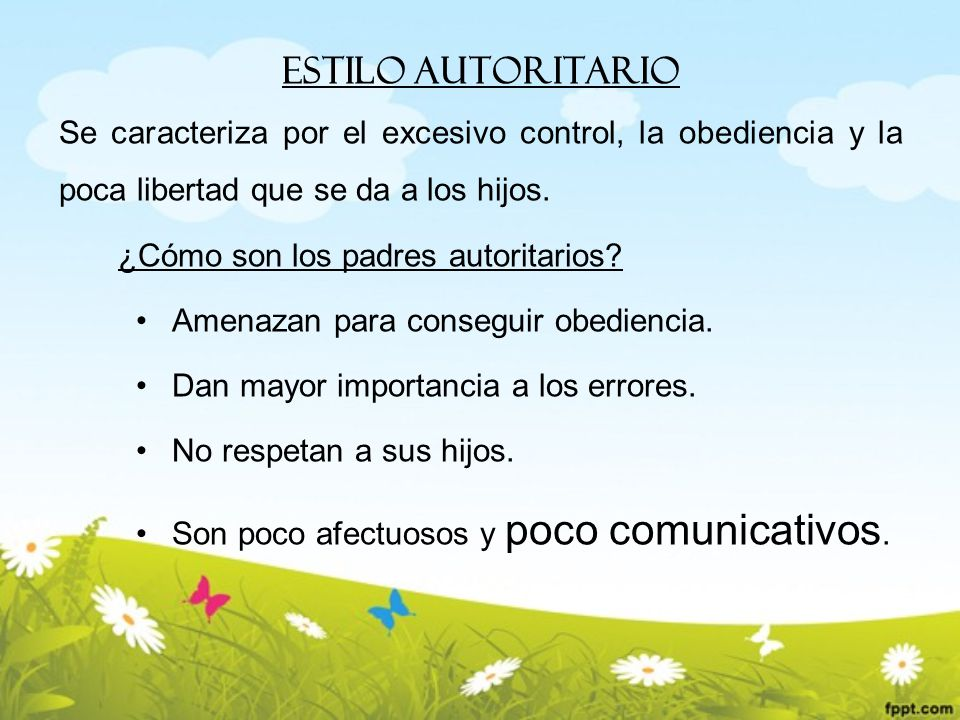 ESTILO AUTORITARIO
Se caracteriza por el excesivo control, la obediencia y la
poca libertad que se da a los hijos.
¿Cómo son los padres autoritarios?
• Amenazan para conseguir obediencia.
• Dan mayor importancia a los errores.
• No respetan a sus hijos.
• Son poco afectuosos y poco comunicativos.
fppt.com